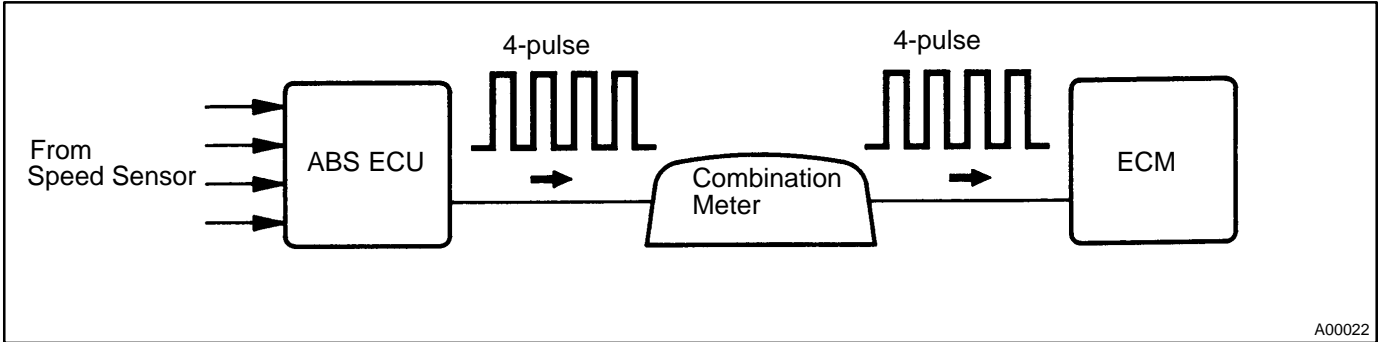 4-pulse
4-pulse
From
Speed Sensor
ABS ECU
Combination
Meter
ECM
A00022